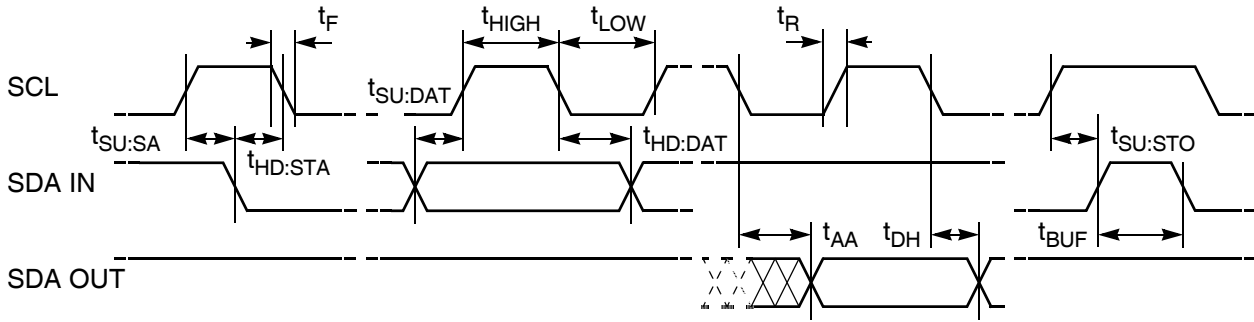 tF tHIGH tLOW tR
SCL tSU:DAT
tSU:SA tHD:STA tHD:DAT tSU:STO
SDA IN
tAA tDH tBUF
SDA OUT